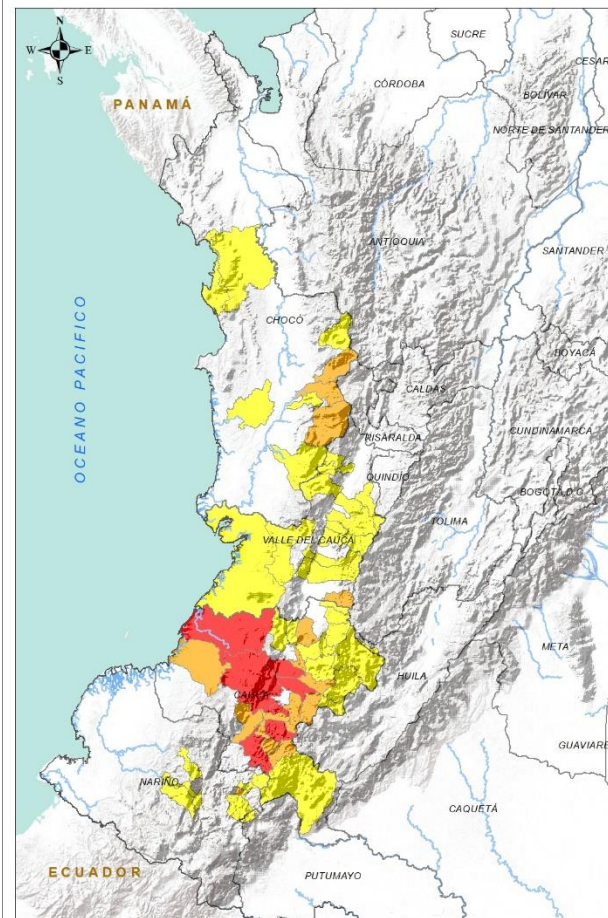 SUCRE
N
W E
S
CESAR
CÓRDOBA
BOLÍVAR
PANAMÁ
NORTE DE SANTANDER
ANTIOQUIA
SANTANDER
CHOCÓ
BOYACÁ
CALDAS
OCEANO PACIFICO
CUNDINAMARCA
RISARALDA
QUINDÍO
BOGOTÁ D.C.
TOLIMA
VALLE DEL CAUCA
META
HUILA
CAUCA
GUAVIARE
NARIÑO
CAQUETÁ
ECUADOR
PUTUMAYO